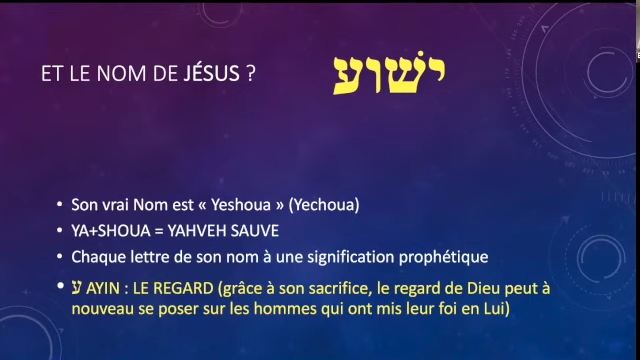 ET LE NOM DE JÉSUS ?
ישׁוע
• Son vrai Nom est « Yeshoua » (Yechoua)
• YA+SHOUA = YAHVEH SAUVE
• Chaque lettre de son nom à une signification prophétique
• ע AYIN : LE REGARD (grâce à son sacrifice, le regard de Dieu peut à
nouveau se poser sur les hommes qui ont mis leur foi en Lui)